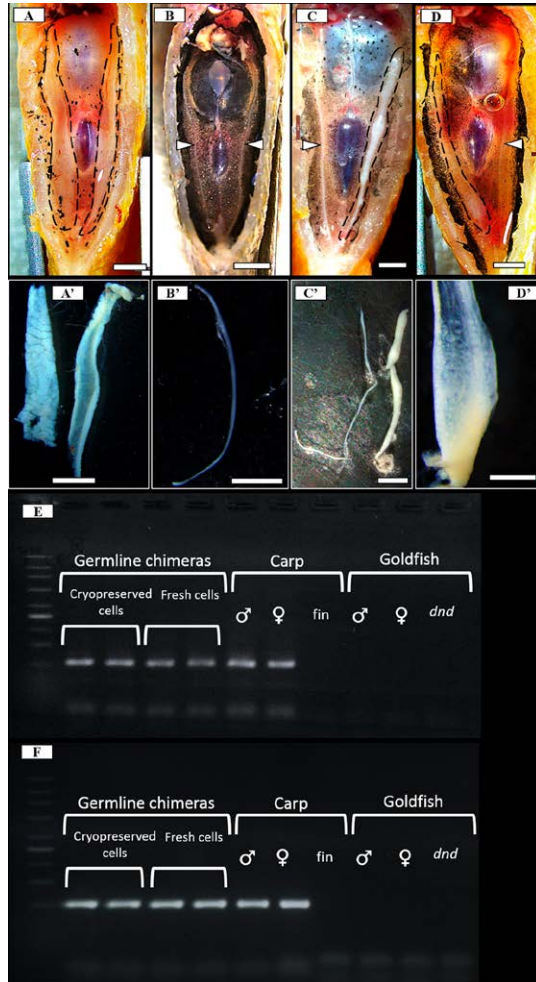 A B C D
A' B' C' D'
E
Germline chimeras Carp Goldfish
Cryopreserved cells Fresh cells ♂ ♀ fin ♂ ♀ dnd
F
Germline chimeras Carp Goldfish
Cryopreserved cells Fresh cells ♂ ♀ fin ♂ ♀ dnd